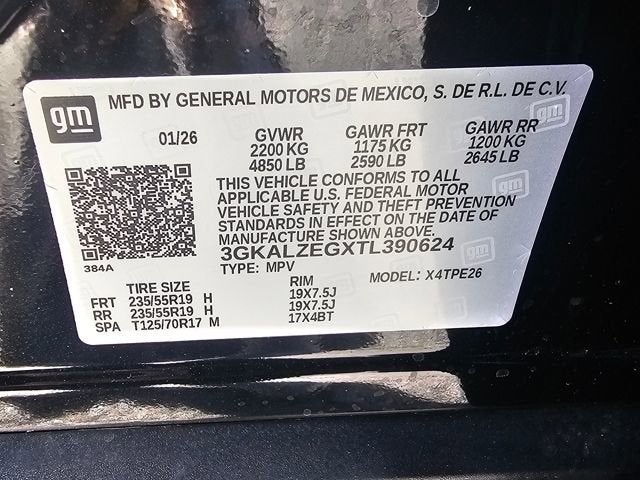 gm MFD BY GENERAL MOTORS DE MEXICO, S. DE R.L. DE C.V.
01/26 GVWR GAWR FRT GAWR RR
2200 KG 1175 KG 1200 KG
4850 LB 2590 LB 2645 LB
THIS VEHICLE CONFORMS TO ALL
APPLICABLE U.S. FEDERAL MOTOR
VEHICLE SAFETY AND THEFT PREVENTION
STANDARDS IN EFFECT ON THE DATE OF
MANUFACTURE SHOWN ABOVE.
3GKALZEGXTL390624
384A TYPE: MPV MODEL: X4TPE26
TIRE SIZE RIM
FRT 235/55R19 H 19X7.5J
RR 235/55R19 H 19X7.5J
SPA T125/70R17 M 17X4BT